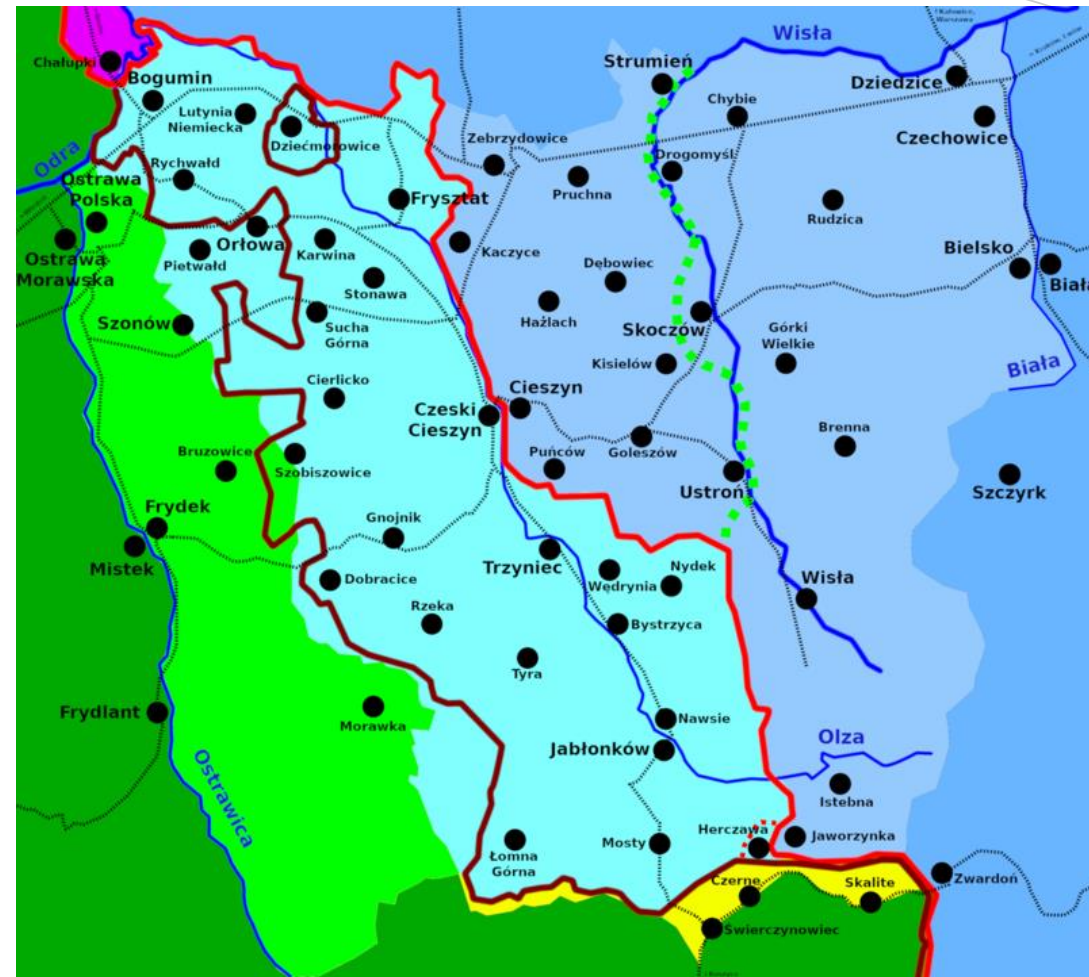 Katowice,
Warszawa
Kraków, Lwów
Wisła
Chałupki
Strumień
Dziedzice
Bogumin
Chybie
Lutynia
Niemiecka
Czechowice
Dziećmorowice
Zebrzydowice
Drogomyśl
Odra
Rychwałd
Pruchna
Ostrawa
Polska
Frysztat
Rudzica
Orłowa
Kaczyce
Bielsko
Pietwałd
Karwina
Ostrawa
Morawska
Dębowiec
Biała
Stonawa
Hażlach
Szonów
Sucha
Górna
Skoczów
Górki
Wielkie
Kisielów
Biała
Cierlicko
Cieszyn
Czeski
Cieszyn
Brenna
Bruzowice
Puńców
Goleszów
Szobiszowice
Ustroń
Szczyrk
Frydek
Gnojnik
Mistek
Trzyniec
Nydek
Wisła
Dobracice
Wędrynia
Rzeka
Bystrzyca
Tyra
Frydlant
Morawka
Nawsie
Jabłonków
Olza
Ostrawica
Istebna
Herczawa
Jaworzynka
Łomna
Górna
Mosty
Czerne
Skalite
Zwardoń
Świerczynowiec